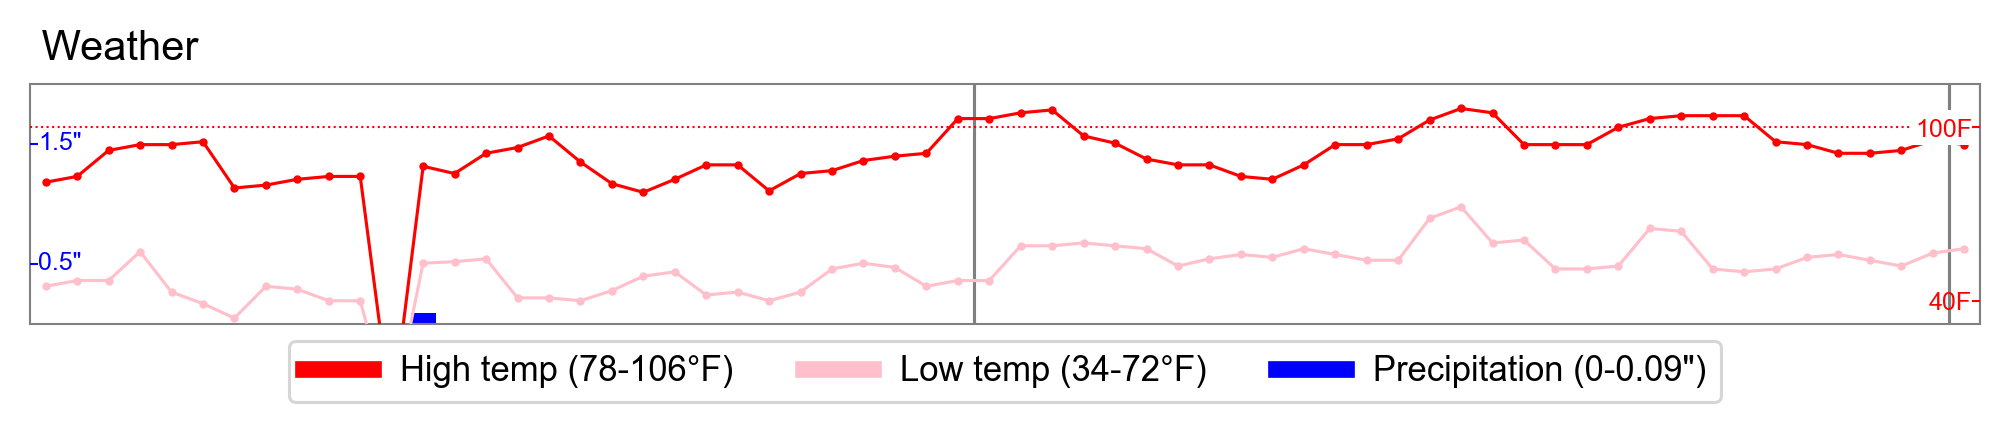 Weather
1.5"
100F
0.5"
40F
High temp (78-106°F) Low temp (34-72°F) Precipitation (0-0.09")